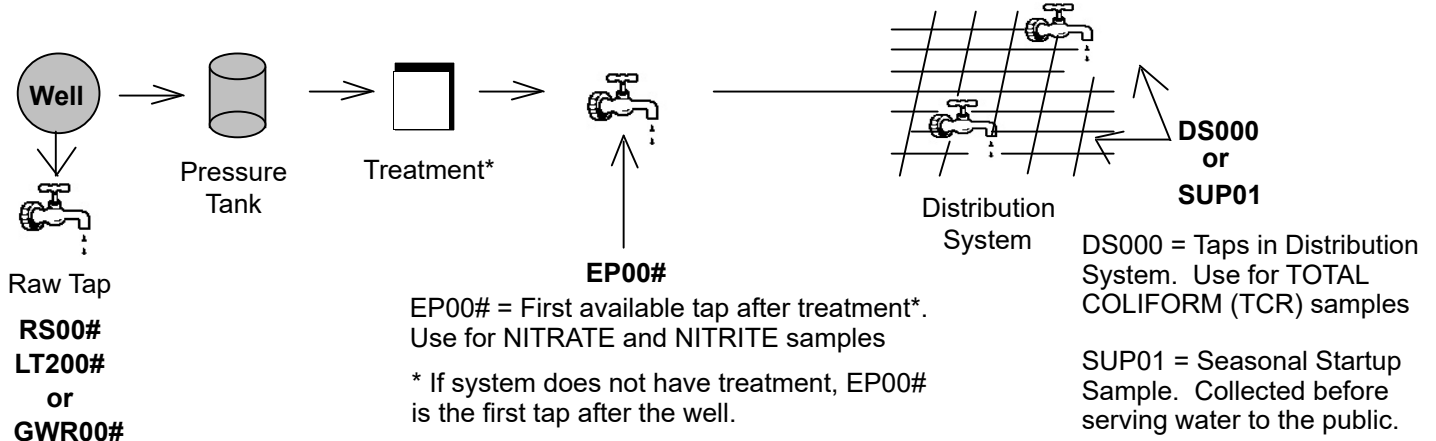 Well
Pressure
Tank
Treatment*
Raw Tap
RS00#
LT200#
or
GWR00#
EP00#
EP00# = First available tap after treatment*.
Use for NITRATE and NITRITE samples
* If system does not have treatment, EP00#
is the first tap after the well.
Distribution
System
DS000
or
SUP01
DS000 = Taps in Distribution
System. Use for TOTAL
COLIFORM (TCR) samples
SUP01 = Seasonal Startup
Sample. Collected before
serving water to the public.